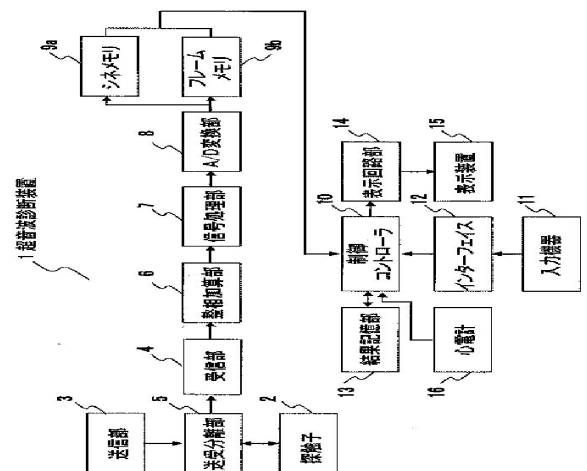 1 超音波診断装置
3
送信部
5
送受分離部
2
探触子
4
受信部
6
整相加算部
7
信号処理部
8
A/D変換部
9a
シネメモリ
フレーム
メモリ
9b
10
制御
コントローラ
14
表示回路部
15
表示装置
13
結果記憶部
12
インターフェイス
11
入力機器
16
心電計